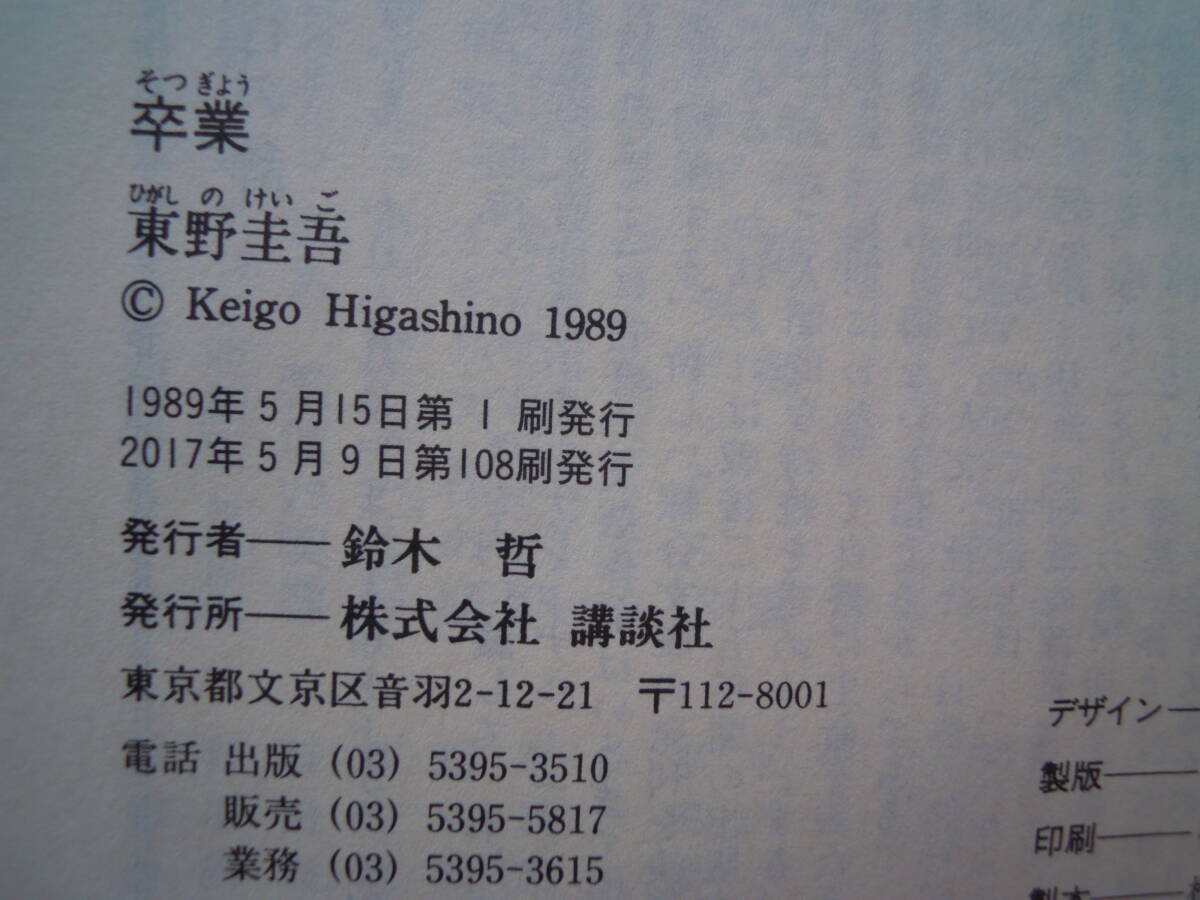 そつぎよう
卒業
ひがしのけいご
東野圭吾
© Keigo Higashino 1989
1989年5月15日第1刷発行
2017年5月9日第108刷発行
発行者――鈴木 哲
発行所――株式会社 講談社
東京都文京区音羽2-12-21 〒112-8001
電話 出版 (03) 5395-3510
販売 (03) 5395-5817
業務 (03) 5395-3615
デザイン―
製版――
印刷――
製本――